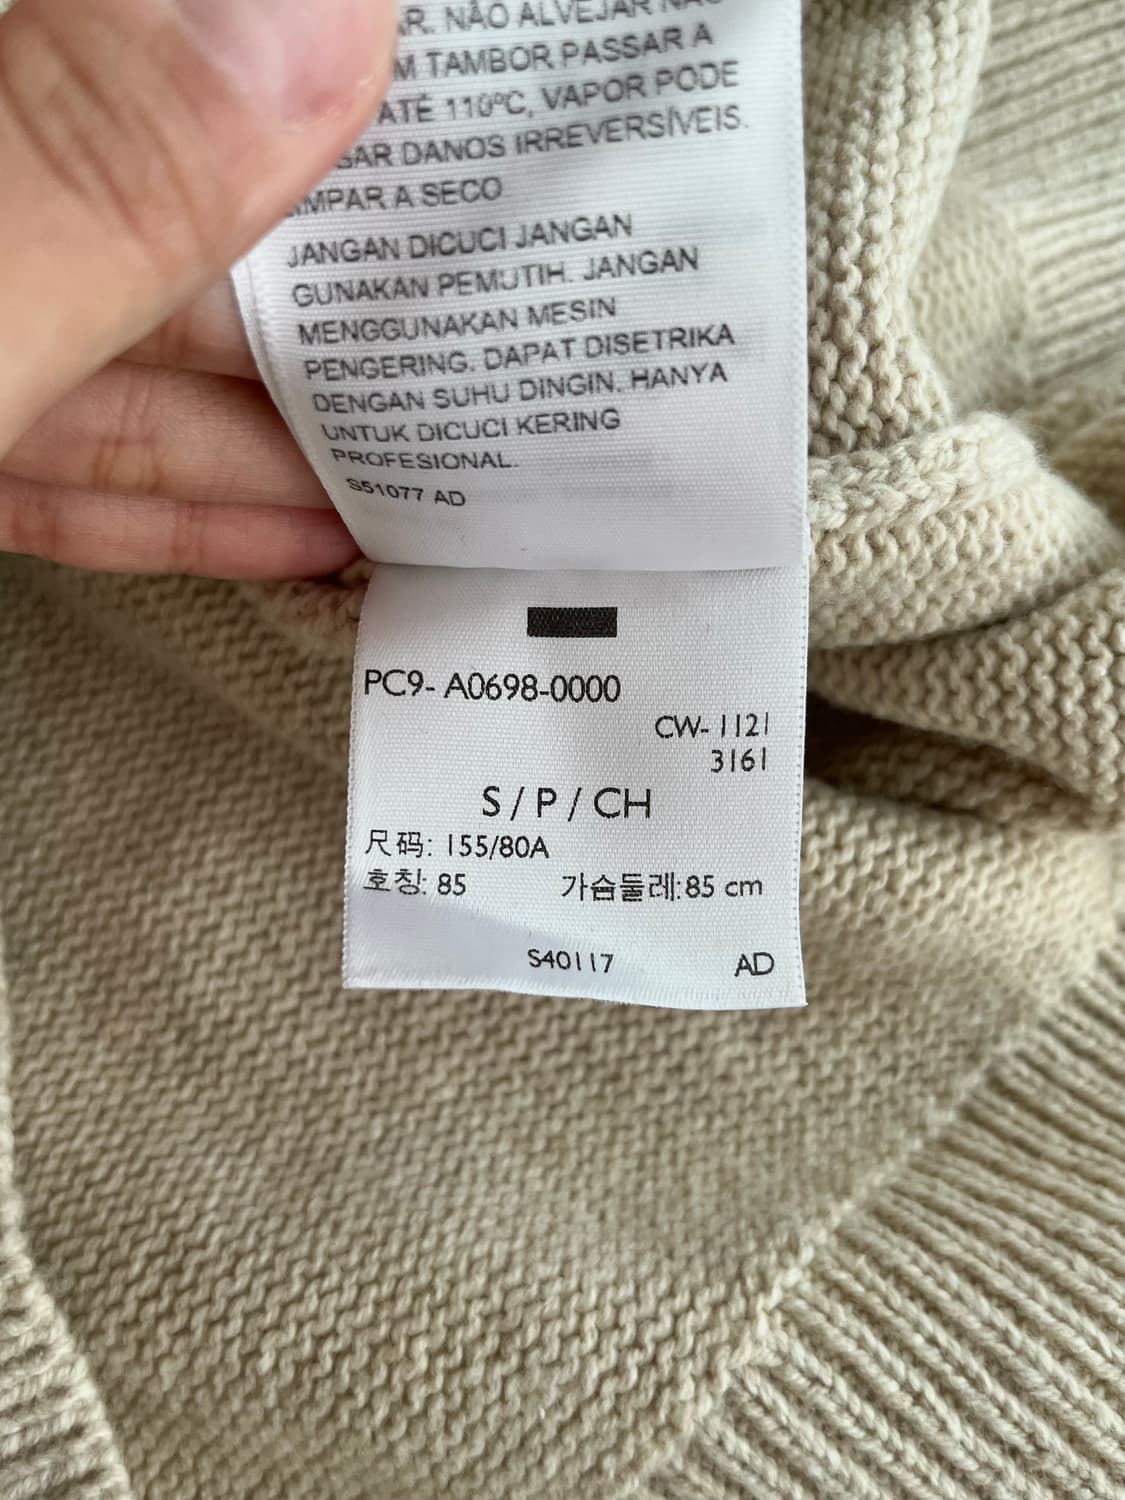 NÃO ALVEJAR
TAMBOR PASSAR A
ATÉ 110ºC, VAPOR PODE
DANOS IRREVERSÍVEIS.
A SECO
JANGAN DICUCI JANGAN
GUNAKAN PEMUTIH. JANGAN
MENGGUNAKAN MESIN
PENGERING. DAPAT DISETRIKA
DENGAN SUHU DINGIN. HANYA
UNTUK DICUCI KERING
PROFESIONAL.
S51077 AD
PC9- A0698-0000
CW- 1121
3161
S / P / CH
尺码: 155/80A
호칭: 85 가슴둘레:85 cm
S40117 AD